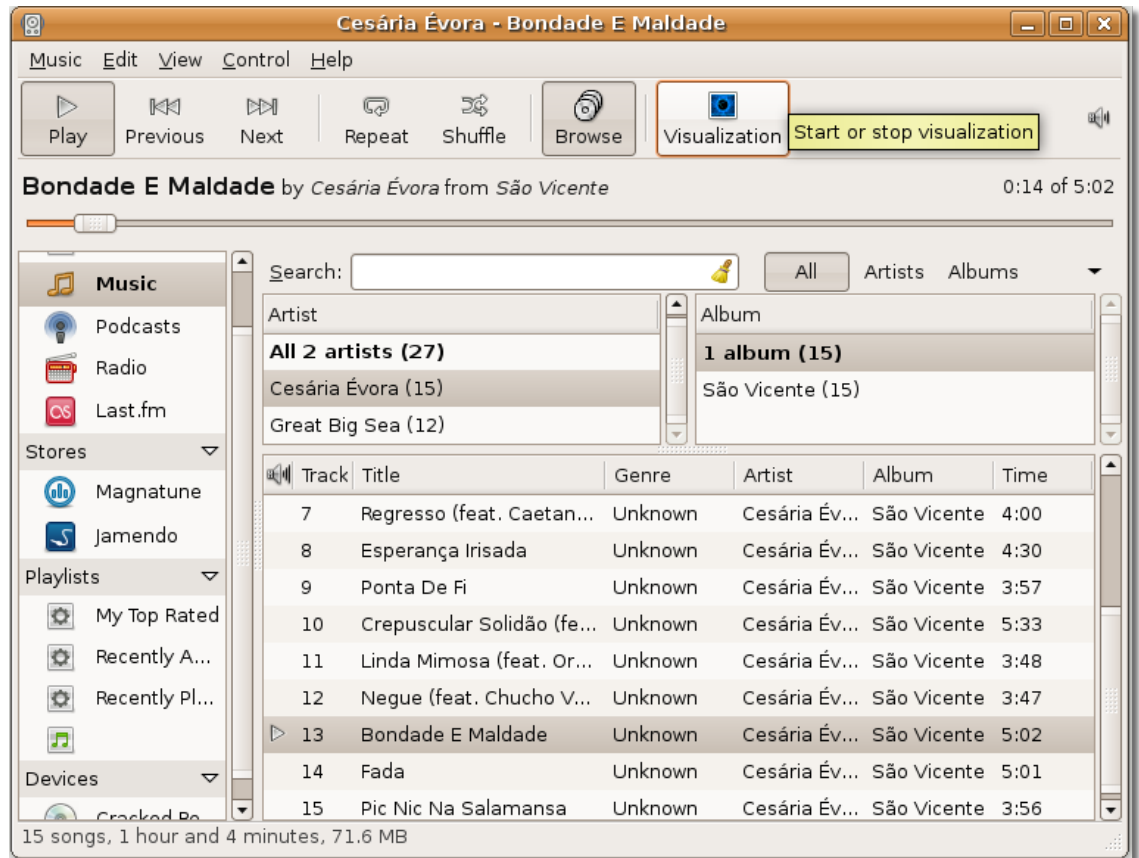 Cesária Évora - Bondade E Maldade
Music Edit View Control Help
Play Previous Next Repeat Shuffle Browse Visualization Start or stop visualization
Bondade E Maldade by Cesária Évora from São Vicente 0:14 of 5:02
Music
Podcasts
Radio
Last.fm
Stores
Magnatune
Jamendo
Playlists
My Top Rated
Recently A...
Recently Pl...
Devices
Search: All Artists Albums
Artist
All 2 artists (27)
Cesária Évora (15)
Great Big Sea (12)
Album
1 album (15)
São Vicente (15)
Track Title Genre Artist Album Time
7 Regresso (feat. Caetan... Unknown Cesária Év... São Vicente 4:00
8 Esperança Irisada Unknown Cesária Év... São Vicente 4:30
9 Ponta De Fi Unknown Cesária Év... São Vicente 3:57
10 Crepuscular Solidão (fe... Unknown Cesária Év... São Vicente 5:33
11 Linda Mimosa (feat. Or... Unknown Cesária Év... São Vicente 3:48
12 Negue (feat. Chucho V... Unknown Cesária Év... São Vicente 3:47
13 Bondade E Maldade Unknown Cesária Év... São Vicente 5:02
14 Fada Unknown Cesária Év... São Vicente 5:01
15 Pic Nic Na Salamansa Unknown Cesária Év... São Vicente 3:56
15 songs, 1 hour and 4 minutes, 71.6 MB